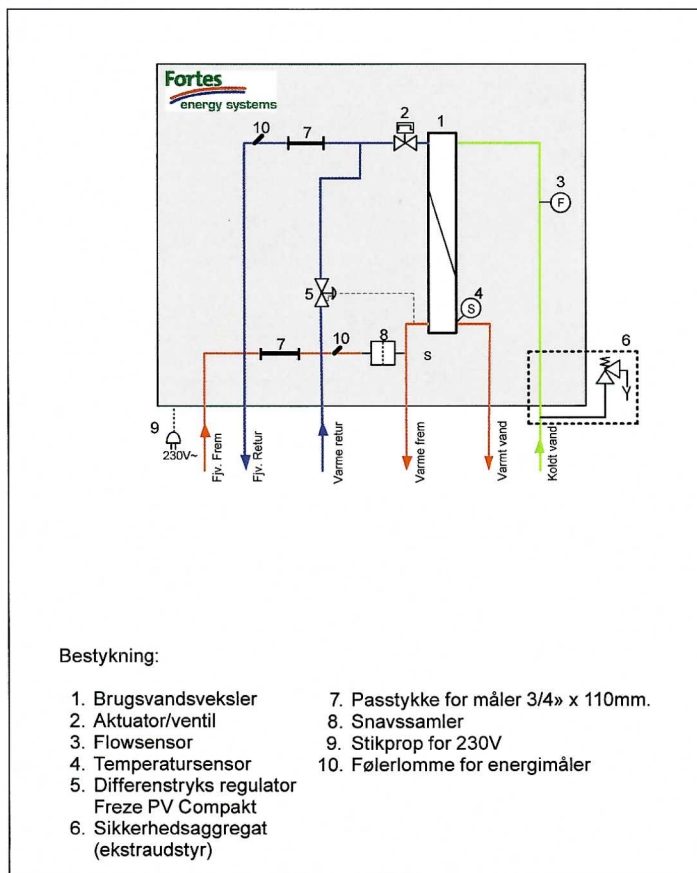 Fortes
energy systems
10
7
2
1
3
F
5
4
S
7
10
8
S
6
9
230V~
Fjv. Frem
Fjv. Retur
Varme retur
Varme frem
Varmt vand
Koldt vand
Bestykning:
1. Brugsvandsveksler
2. Aktuator/ventil
3. Flowsensor
4. Temperatursensor
5. Differenstryks regulator
Freze PV Compakt
6. Sikkerhedsaggregat
(ekstraudstyr)
7. Passtykke for måler 3/4» x 110mm.
8. Snavssamler
9. Stikprop for 230V
10. Følerlomme for energimåler